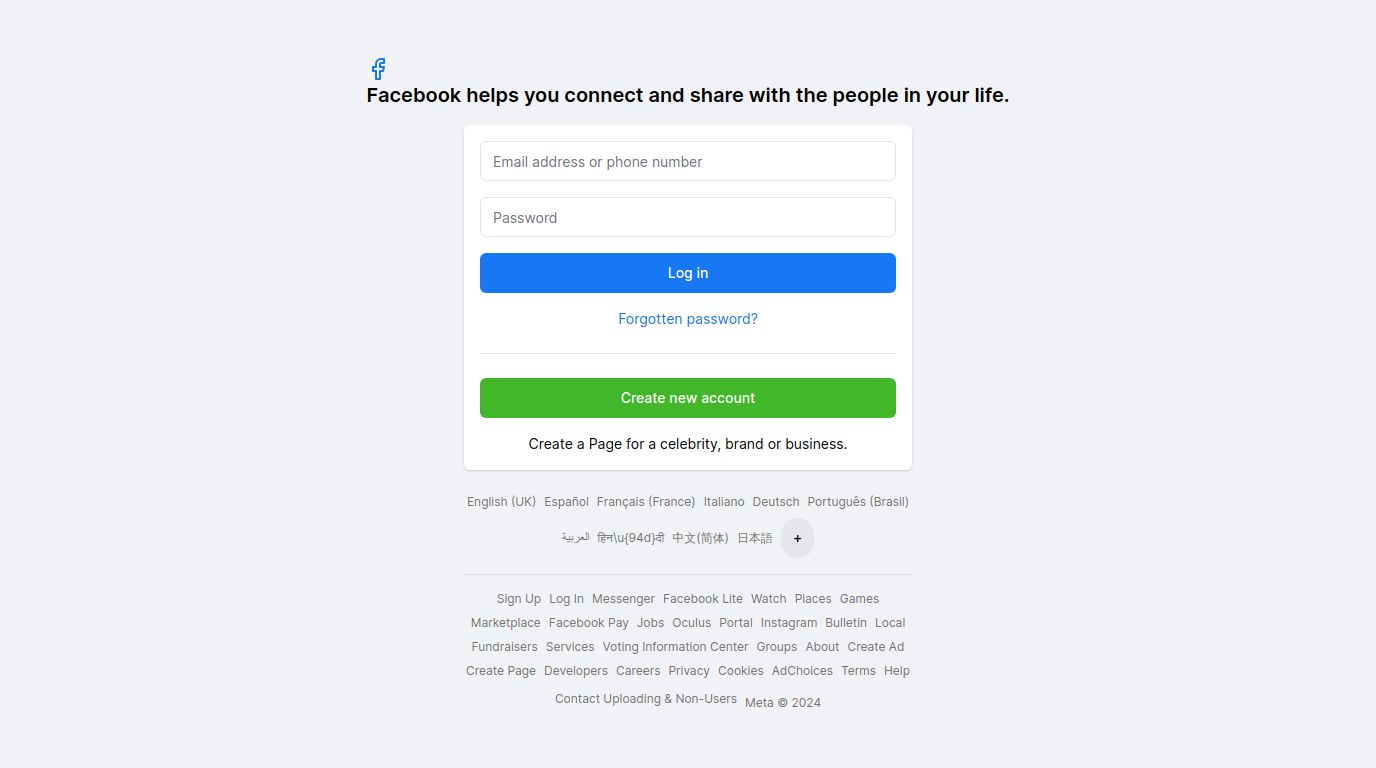 Facebook helps you connect and share with the people in your life.
Email address or phone number
Password
Log in
Forgotten password?
Create new account
Create a Page for a celebrity, brand or business.
English (UK) Español Français (France) Italiano Deutsch Português (Brasil)
العربية हिन\u{94d}दी 中文(简体) 日本語 +
Sign Up Log In Messenger Facebook Lite Watch Places Games
Marketplace Facebook Pay Jobs Oculus Portal Instagram Bulletin Local
Fundraisers Services Voting Information Center Groups About Create Ad
Create Page Developers Careers Privacy Cookies AdChoices Terms Help
Contact Uploading & Non-Users Meta © 2024